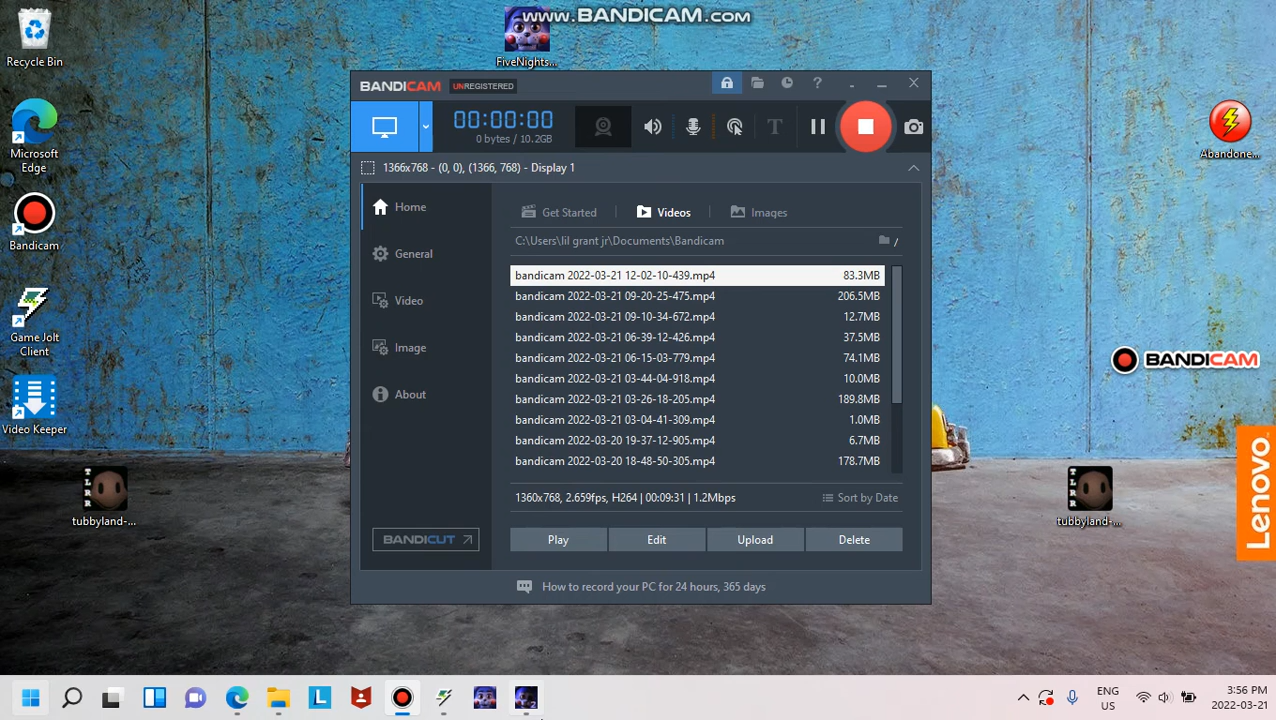 www.BANDICAM.com
Recycle Bin
FiveNights...
Microsoft
Edge
Bandicam
Game Jolt
Client
Video Keeper
TLRR
tubbyland-...
BANDICAM
UNREGISTERED
?
00:00:00
0 bytes / 10.2GB
T
1366x768 - (0, 0), (1366, 768) - Display 1
Home
General
Video
Image
About
BANDICUT
Get Started
Videos
Images
C:\Users\lil grant jr\Documents\Bandicam
/
bandicam 2022-03-21 12-02-10-439.mp4 83.3MB
bandicam 2022-03-21 09-20-25-475.mp4 206.5MB
bandicam 2022-03-21 09-10-34-672.mp4 12.7MB
bandicam 2022-03-21 06-39-12-426.mp4 37.5MB
bandicam 2022-03-21 06-15-03-779.mp4 74.1MB
bandicam 2022-03-21 03-44-04-918.mp4 10.0MB
bandicam 2022-03-21 03-26-18-205.mp4 189.8MB
bandicam 2022-03-21 03-04-41-309.mp4 1.0MB
bandicam 2022-03-20 19-37-12-905.mp4 6.7MB
bandicam 2022-03-20 18-48-50-305.mp4 178.7MB
1360x768, 2.659fps, H264 | 00:09:31 | 1.2Mbps
Sort by Date
Play
Edit
Upload
Delete
How to record your PC for 24 hours, 365 days
Abandone...
BANDICAM
Lenovo
TLRR
tubbyland-...
L
2
ENG
US
3:56 PM
2022-03-21